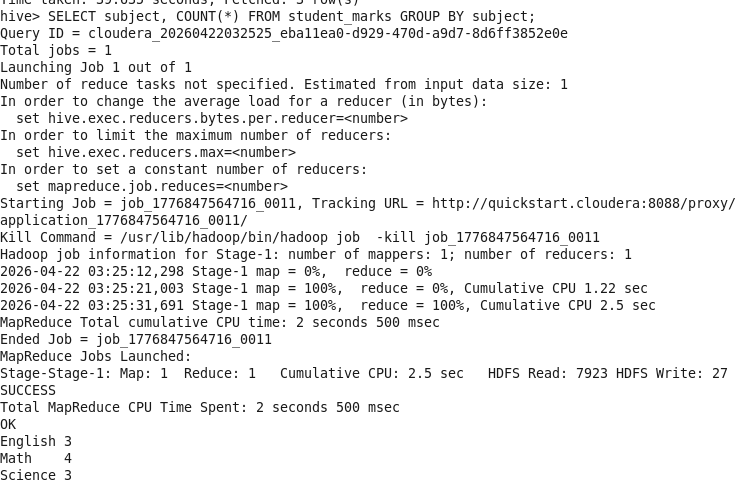 Time taken: 39.835 seconds, Fetched: 3 row(s)
hive> SELECT subject, COUNT(*) FROM student_marks GROUP BY subject;
Query ID = cloudera_20260422032525_eba11ea0-d929-470d-a9d7-8d6ff3852e0e
Total jobs = 1
Launching Job 1 out of 1
Number of reduce tasks not specified. Estimated from input data size: 1
In order to change the average load for a reducer (in bytes):
  set hive.exec.reducers.bytes.per.reducer=<number>
In order to limit the maximum number of reducers:
  set hive.exec.reducers.max=<number>
In order to set a constant number of reducers:
  set mapreduce.job.reduces=<number>
Starting Job = job_1776847564716_0011, Tracking URL = http://quickstart.cloudera:8088/proxy/
application_1776847564716_0011/
Kill Command = /usr/lib/hadoop/bin/hadoop job  -kill job_1776847564716_0011
Hadoop job information for Stage-1: number of mappers: 1; number of reducers: 1
2026-04-22 03:25:12,298 Stage-1 map = 0%,  reduce = 0%
2026-04-22 03:25:21,003 Stage-1 map = 100%,  reduce = 0%, Cumulative CPU 1.22 sec
2026-04-22 03:25:31,691 Stage-1 map = 100%,  reduce = 100%, Cumulative CPU 2.5 sec
MapReduce Total cumulative CPU time: 2 seconds 500 msec
Ended Job = job_1776847564716_0011
MapReduce Jobs Launched:
Stage-Stage-1: Map: 1  Reduce: 1   Cumulative CPU: 2.5 sec   HDFS Read: 7923 HDFS Write: 27
SUCCESS
Total MapReduce CPU Time Spent: 2 seconds 500 msec
OK
English	3
Math	4
Science	3